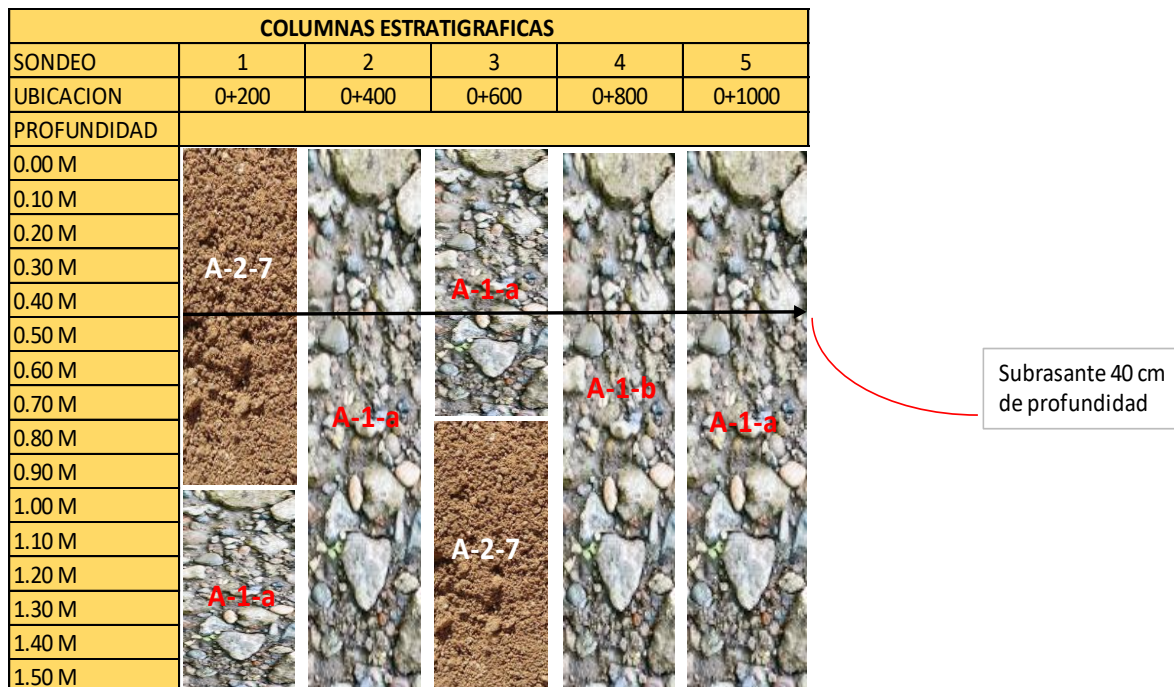 COLUMNAS ESTRATIGRAFICAS
SONDEO 1 2 3 4 5
UBICACION 0+200 0+400 0+600 0+800 0+1000
PROFUNDIDAD
0.00 M
0.10 M
0.20 M
0.30 M A-2-7
0.40 M A-1-a
0.50 M
0.60 M A-1-b
0.70 M
0.80 M A-1-a A-1-a
0.90 M
1.00 M
1.10 M A-2-7
1.20 M
1.30 M A-1-a
1.40 M
1.50 M
Subrasante 40 cm
de profundidad